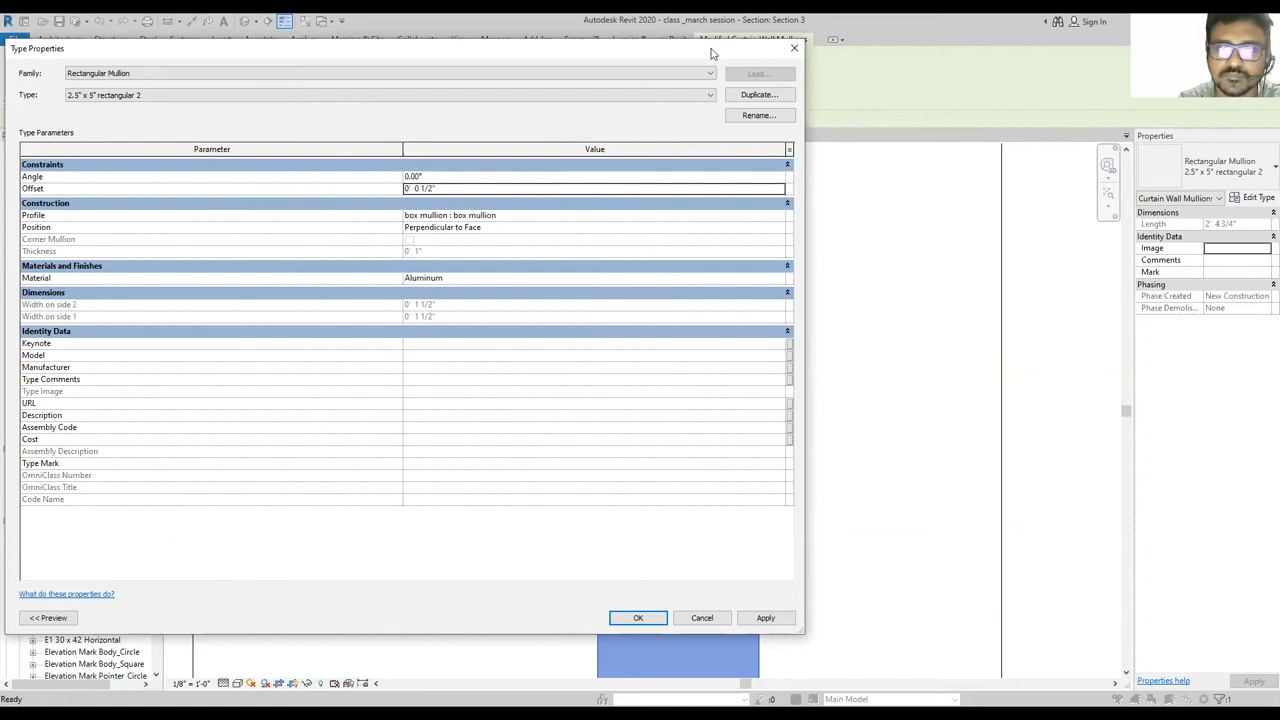 Autodesk Revit 2020 - class _march session - Section: Section 3
Sign In
Type Properties
Family:
Rectangular Mullion
Load...
Type:
2.5" x 5" rectangular 2
Duplicate...
Rename...
Type Parameters
Parameter
Value
=
Constraints
Angle
0.00°
Offset
0' 0 1/2"
Construction
Profile
box mullion : box mullion
Position
Perpendicular to Face
Corner Mullion
Thickness
0' 1"
Materials and Finishes
Material
Aluminum
Dimensions
Width on side 2
0' 1 1/2"
Width on side 1
0' 1 1/2"
Identity Data
Keynote
Model
Manufacturer
Type Comments
Type Image
URL
Description
Assembly Code
Cost
Assembly Description
Type Mark
OmniClass Number
OmniClass Title
Code Name
What do these properties do?
<< Preview
OK
Cancel
Apply
Properties
Rectangular Mullion
2.5" x 5" rectangular 2
Curtain Wall Mullions
Edit Type
Dimensions
Length
2' 4 3/4"
Identity Data
Image
Comments
Mark
Phasing
Phase Created
New Construction
Phase Demolis...
None
Properties help
Apply
E1 30 x 42 Horizontal
Elevation Mark Body_Circle
Elevation Mark Body_Square
Elevation Mark Pointer Circle
1/8" = 1'-0"
Ready
:0
Main Model
:1